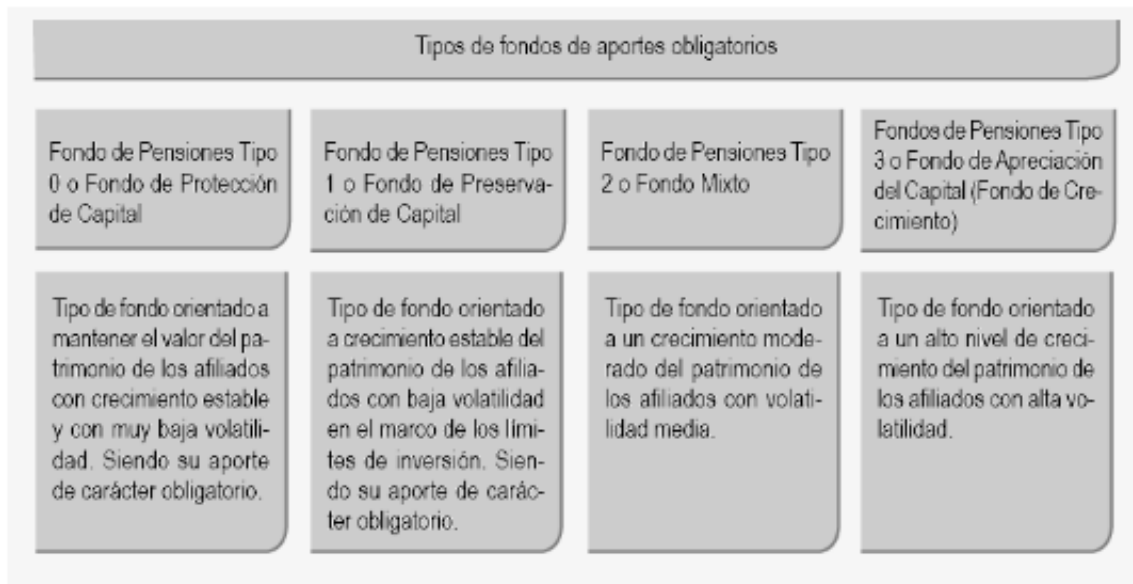 Tipos de fondos de aportes obligatorios
Fondo de Pensiones Tipo
0 o Fondo de Protección
de Capital
Fondo de Pensiones Tipo
1 o Fondo de Preserva-
ción de Capital
Fondo de Pensiones Tipo
2 o Fondo Mixto
Fondos de Pensiones Tipo
3 o Fondo de Apreciación
del Capital (Fondo de Cre-
cimiento)
Tipo de fondo orientado a
mantener el valor del pa-
trimonio de los afiliados
con crecimiento estable
y con muy baja volatili-
dad. Siendo su aporte
de carácter obligatorio.
Tipo de fondo orientado
a crecimiento estable del
patrimonio de los afilia-
dos con baja volatilidad
en el marco de los lími-
tes de inversión. Sien-
do su aporte de carác-
ter obligatorio.
Tipo de fondo orientado
a un crecimiento mode-
rado del patrimonio de
los afiliados con volati-
lidad media.
Tipo de fondo orientado
a un alto nivel de creci-
miento del patrimonio de
los afiliados con alta vo-
latilidad.